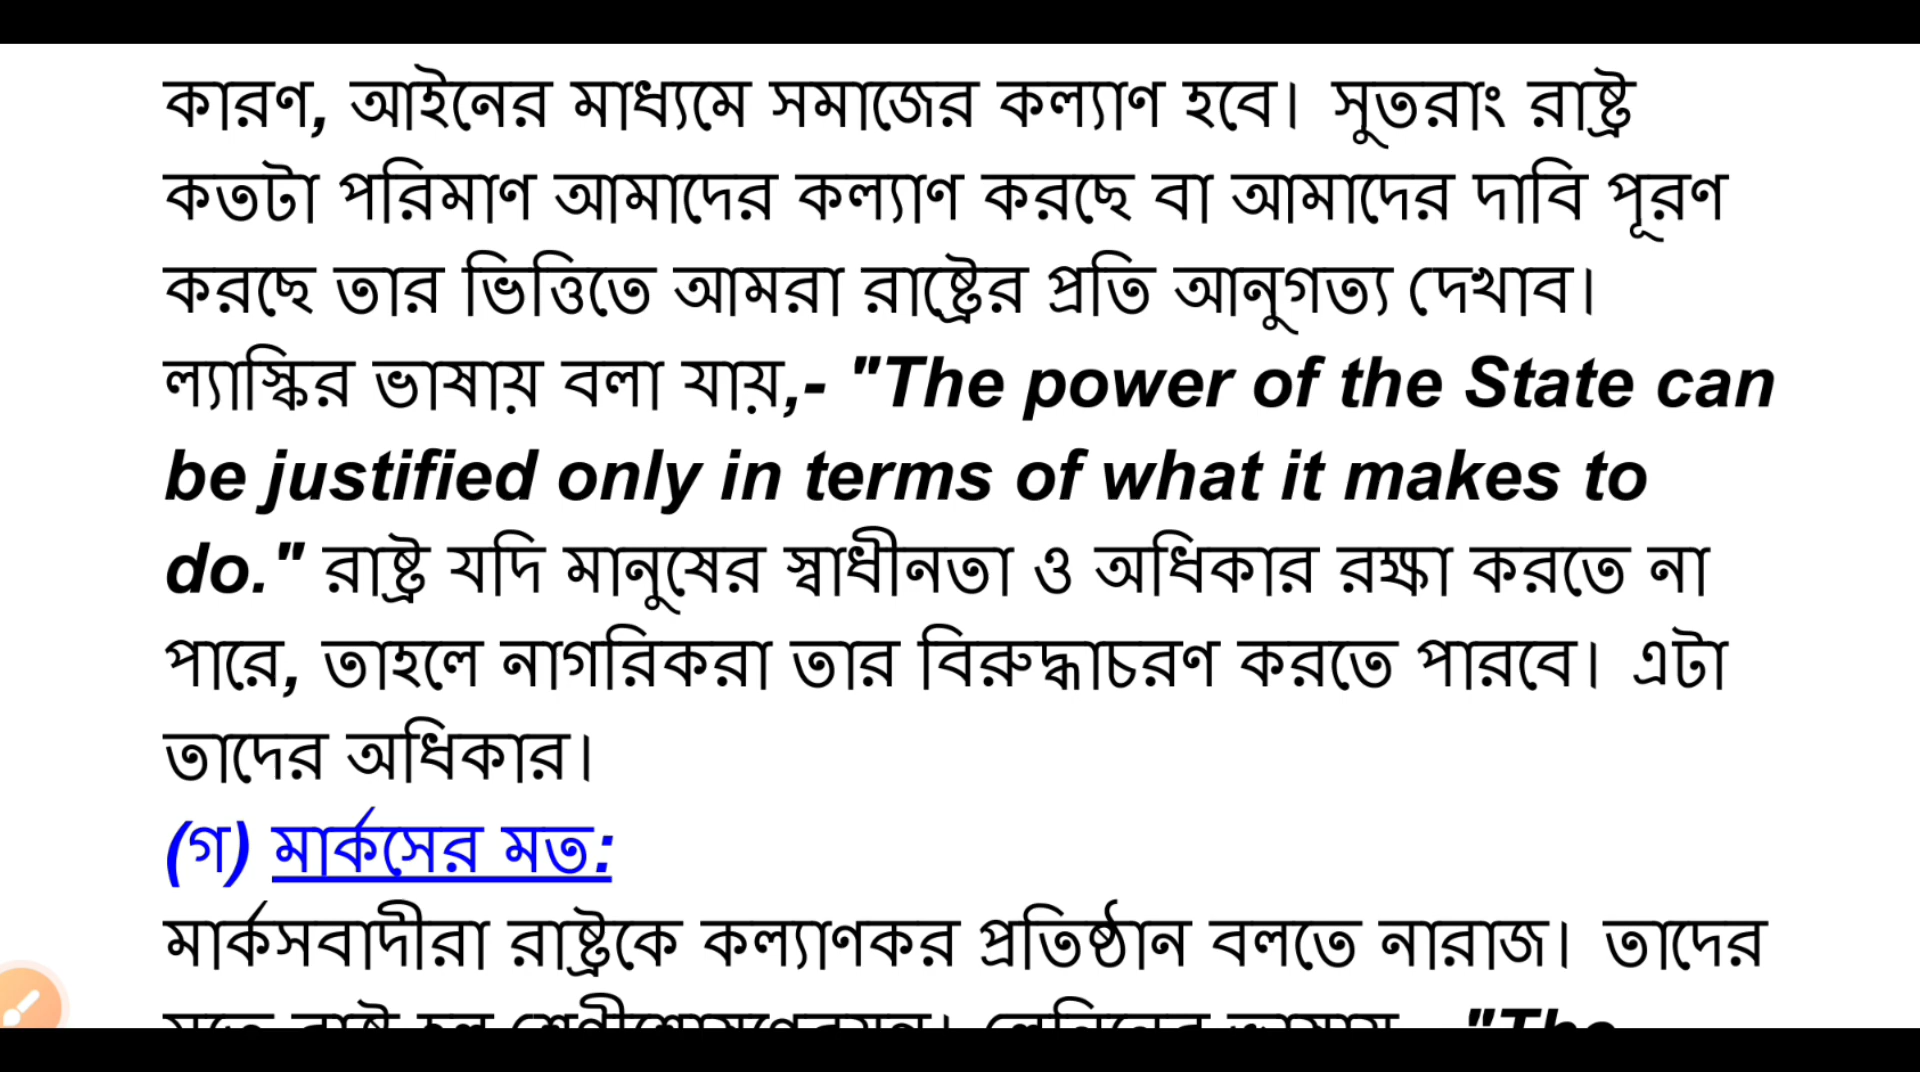 কারণ, আইনের মাধ্যমে সমাজের কল্যাণ হবে। সুতরাং রাষ্ট্র
কতটা পরিমাণ আমাদের কল্যাণ করছে বা আমাদের দাবি পূরণ
করছে তার ভিত্তিতে আমরা রাষ্ট্রের প্রতি আনুগত্য দেখাব।
ল্যাস্কির ভাষায় বলা যায়,- "The power of the State can
be justified only in terms of what it makes to
do." রাষ্ট্র যদি মানুষের স্বাধীনতা ও অধিকার রক্ষা করতে না
পারে, তাহলে নাগরিকরা তার বিরুদ্ধাচরণ করতে পারবে। এটা
তাদের অধিকার।
(গ) মার্কসের মত:
মার্কসবাদীরা রাষ্ট্রকে কল্যাণকর প্রতিষ্ঠান বলতে নারাজ। তাদের
"The